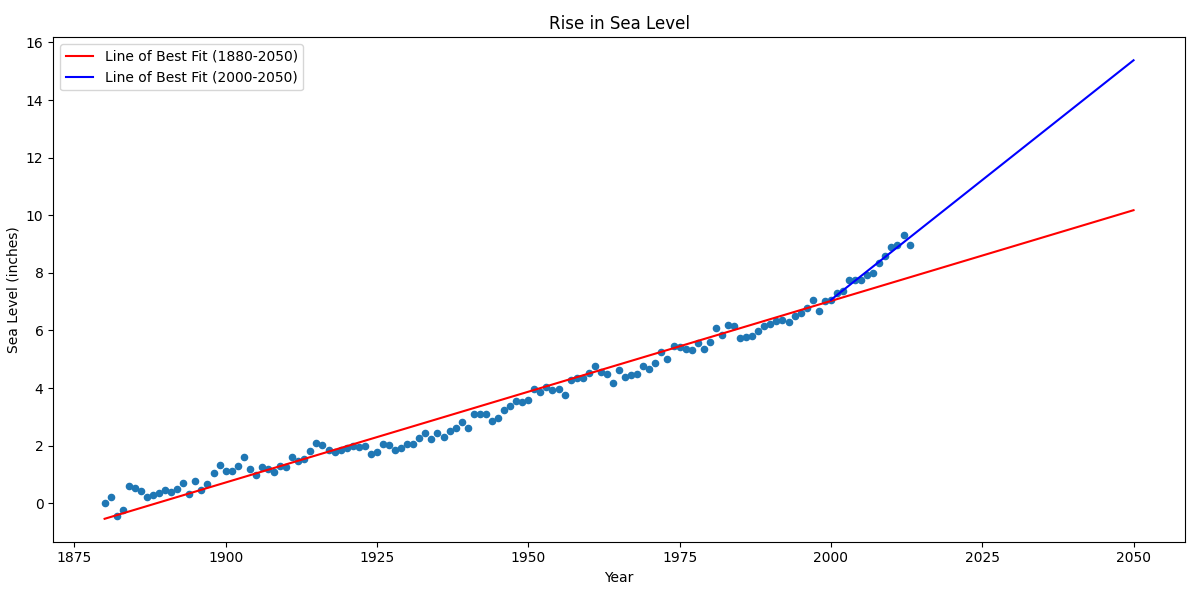 Rise in Sea Level
Line of Best Fit (1880-2050)
Line of Best Fit (2000-2050)
Sea Level (inches)
16
14
12
10
8
6
4
2
0
1875 1900 1925 1950 1975 2000 2025 2050
Year